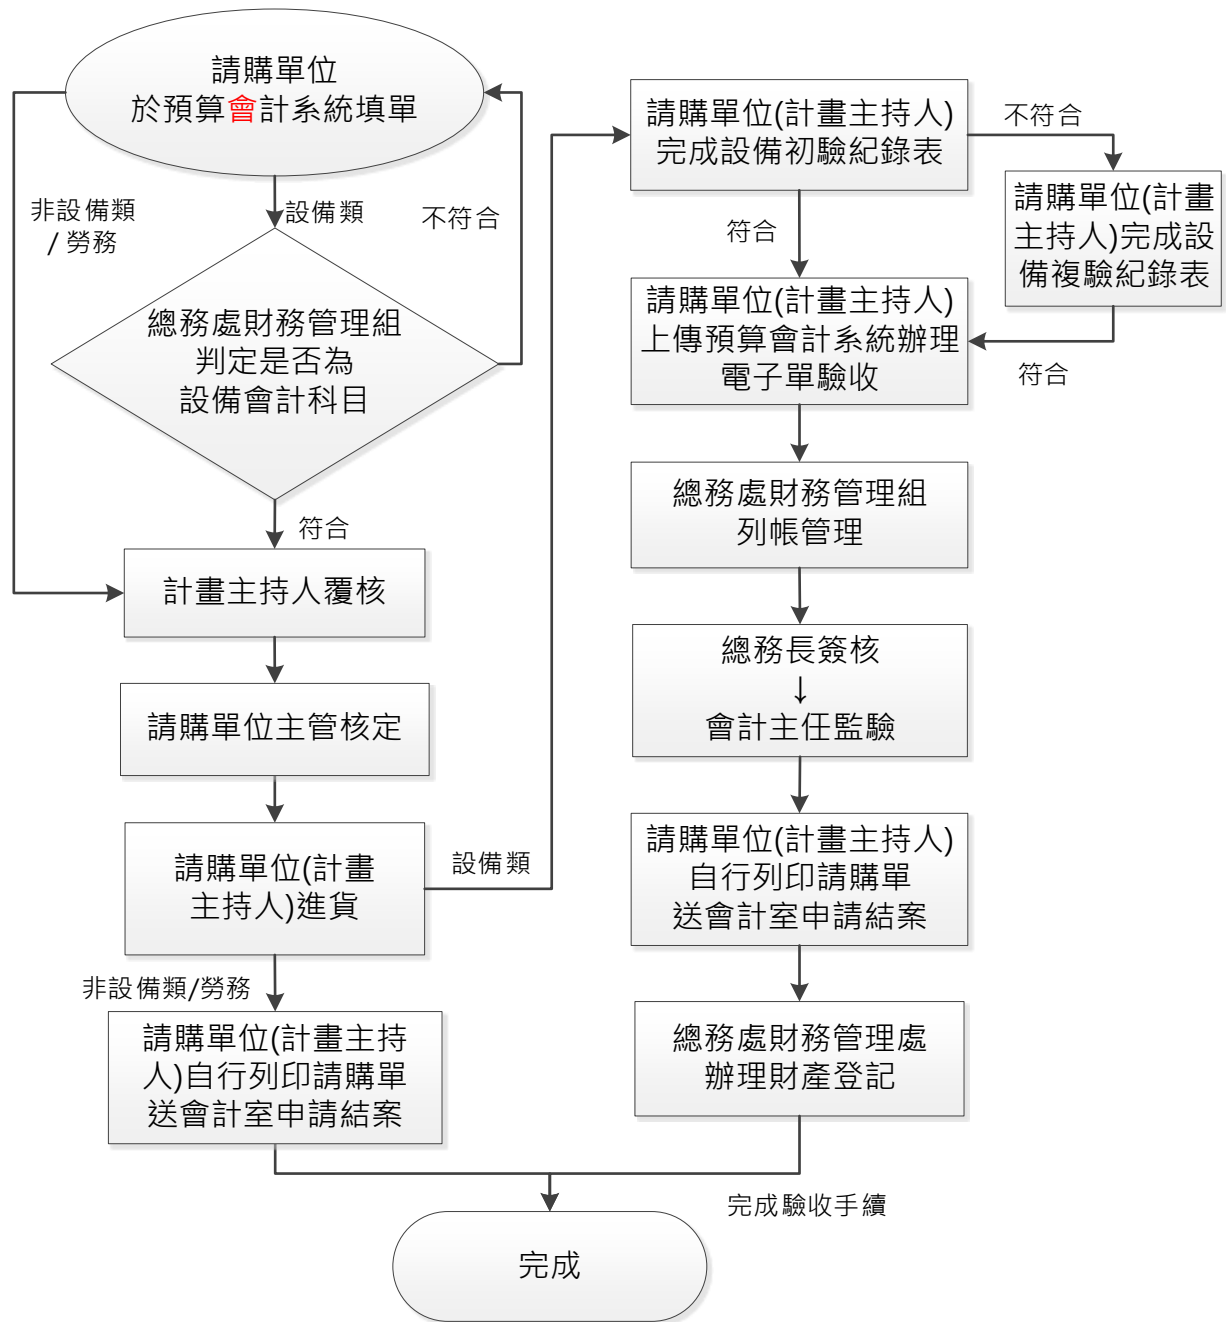 請購單位
於預算會計系統填單
非設備類
/ 勞務
設備類
不符合
總務處財務管理組
判定是否為
設備會計科目
符合
計畫主持人覆核
請購單位主管核定
請購單位(計畫
主持人)進貨
設備類
非設備類/勞務
請購單位(計畫主持
人)自行列印請購單
送會計室申請結案
請購單位(計畫主持人)
完成設備初驗紀錄表
不符合
請購單位(計畫
主持人)完成設
備複驗紀錄表
符合
符合
請購單位(計畫主持人)
上傳預算會計系統辦理
電子單驗收
總務處財務管理組
列帳管理
總務長簽核
↓
會計主任監驗
請購單位(計畫主持人)
自行列印請購單
送會計室申請結案
總務處財務管理處
辦理財產登記
完成驗收手續
完成